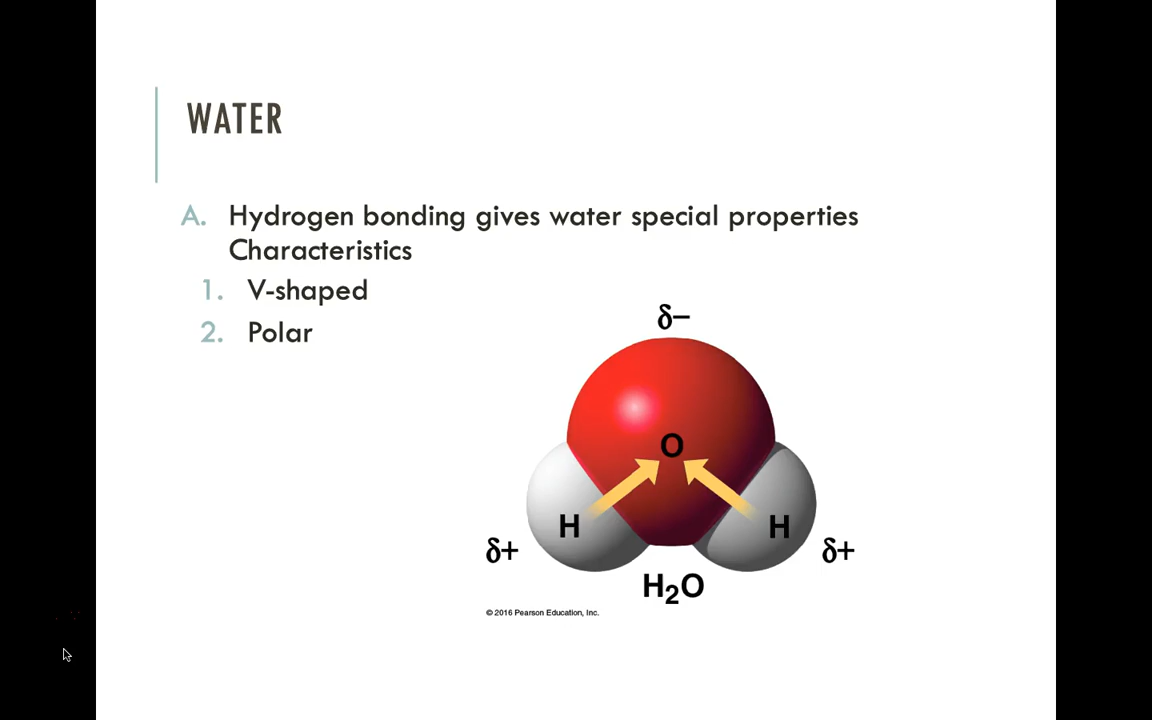 WATER
A. Hydrogen bonding gives water special properties
Characteristics
1. V-shaped
2. Polar
δ−
O
H
H
δ+
δ+
H₂O
© 2016 Pearson Education, Inc.